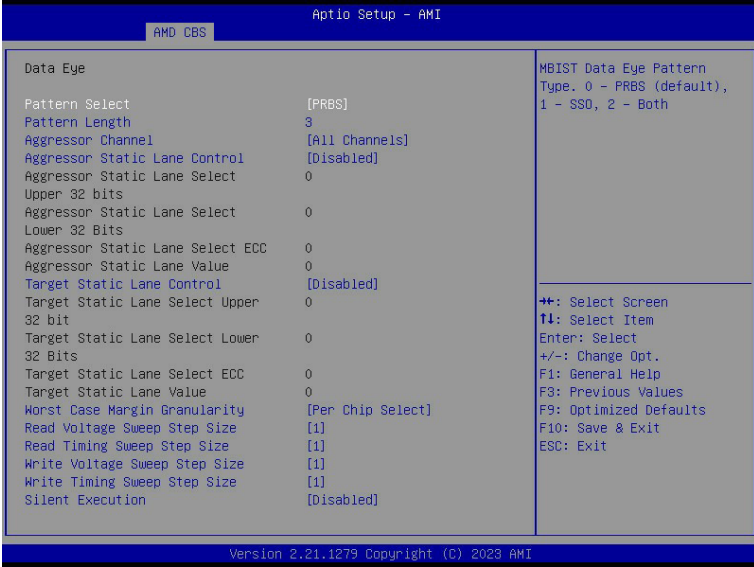 Aptio Setup - AMI
AMD CBS
Data Eye
Pattern Select [PRBS]
Pattern Length 3
Aggressor Channel [All Channels]
Aggressor Static Lane Control [Disabled]
Aggressor Static Lane Select 0
Upper 32 bits
Aggressor Static Lane Select 0
Lower 32 Bits
Aggressor Static Lane Select ECC 0
Aggressor Static Lane Value 0
Target Static Lane Control [Disabled]
Target Static Lane Select Upper 0
32 bit
Target Static Lane Select Lower 0
32 Bits
Target Static Lane Select ECC 0
Target Static Lane Value 0
Worst Case Margin Granularity [Per Chip Select]
Read Voltage Sweep Step Size [1]
Read Timing Sweep Step Size [1]
Write Voltage Sweep Step Size [1]
Write Timing Sweep Step Size [1]
Silent Execution [Disabled]
MBIST Data Eye Pattern
Type. 0 - PRBS (default),
1 - SSO, 2 - Both
→←: Select Screen
↑↓: Select Item
Enter: Select
+/-: Change Opt.
F1: General Help
F3: Previous Values
F9: Optimized Defaults
F10: Save & Exit
ESC: Exit
Version 2.21.1279 Copyright (C) 2023 AMI